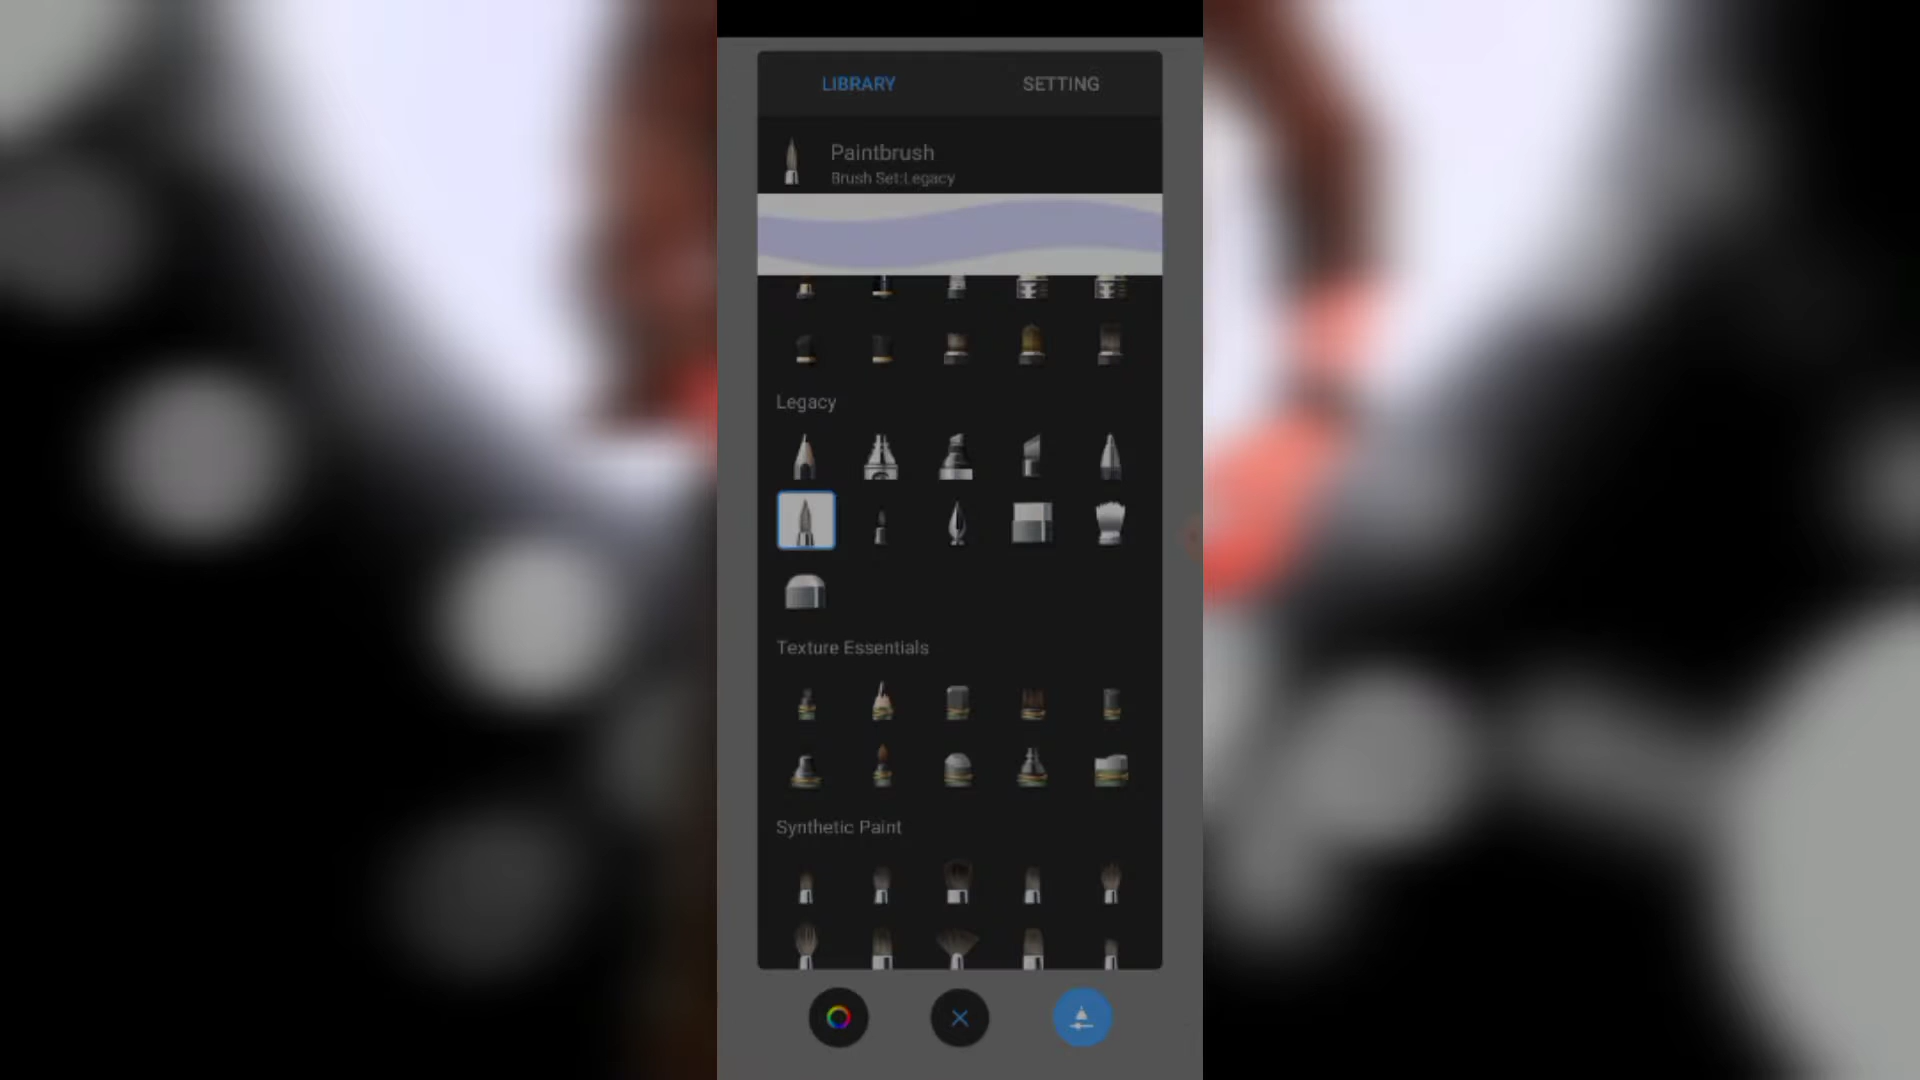 LIBRARY
SETTING
Paintbrush
Brush Set:Legacy
Legacy
Texture Essentials
Synthetic Paint